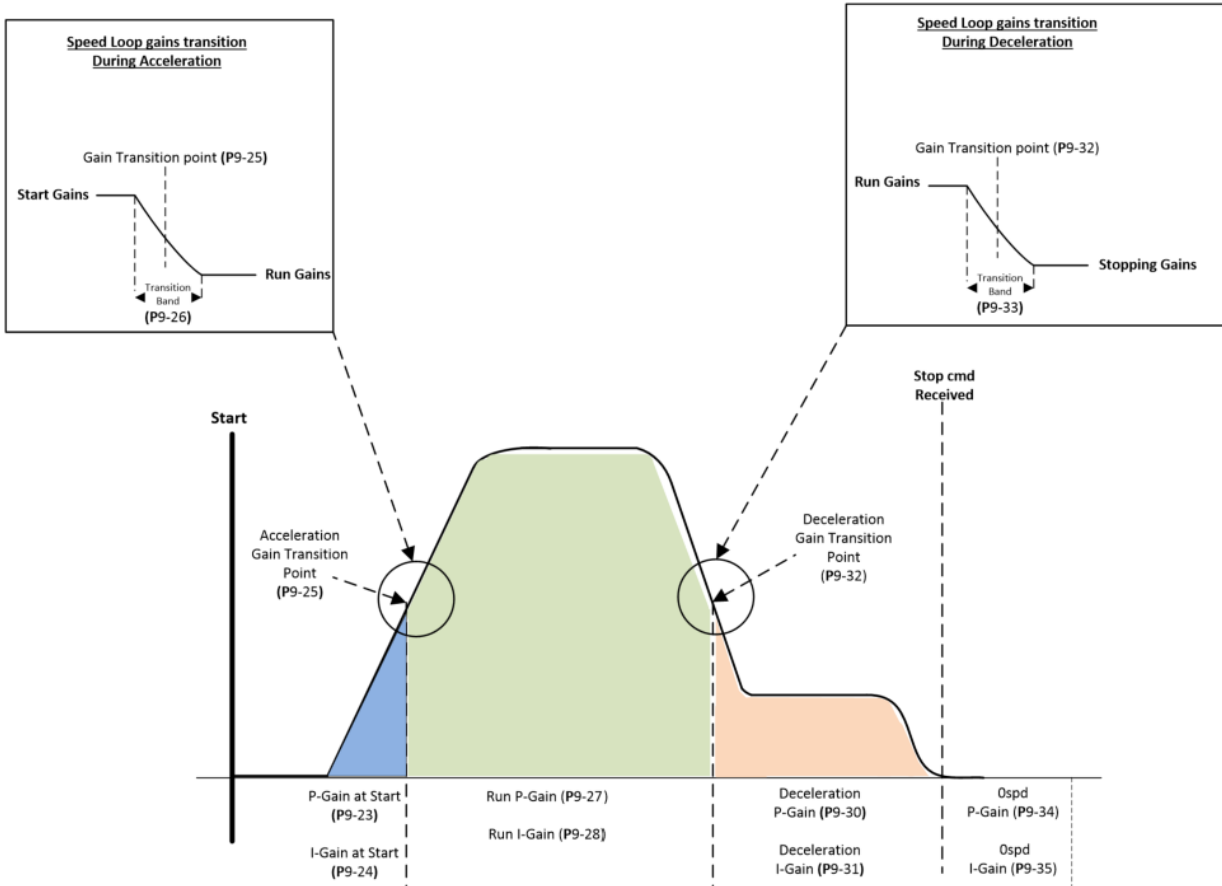 Speed Loop gains transition
During Acceleration
Gain Transition point (P9-25)
Start Gains
Run Gains
Transition
Band
(P9-26)
Speed Loop gains transition
During Deceleration
Gain Transition point (P9-32)
Run Gains
Stopping Gains
Transition
Band
(P9-33)
Stop cmd
Received
Start
Acceleration
Gain Transition
Point
(P9-25)
Deceleration
Gain Transition
Point
(P9-32)
P-Gain at Start
(P9-23)
I-Gain at Start
(P9-24)
Run P-Gain (P9-27)
Run I-Gain (P9-28)
Deceleration
P-Gain (P9-30)
Deceleration
I-Gain (P9-31)
0spd
P-Gain (P9-34)
0spd
I-Gain (P9-35)